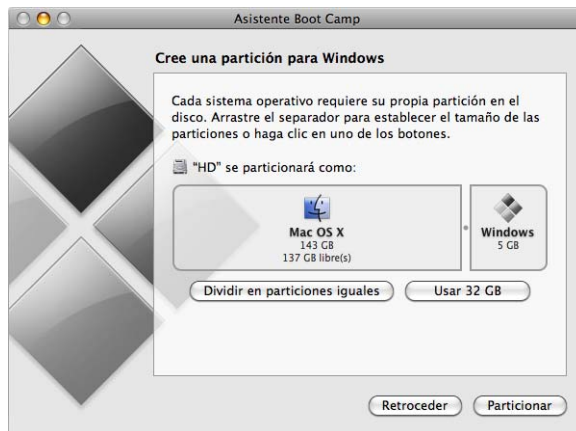 Asistente Boot Camp
Cree una partición para Windows
Cada sistema operativo requiere su propia partición en el
disco. Arrastre el separador para establecer el tamaño de las
particiones o haga clic en uno de los botones.
"HD" se particionará como:
Mac OS X
143 GB
137 GB libre(s)
Windows
5 GB
Dividir en particiones iguales
Usar 32 GB
Retroceder
Particionar